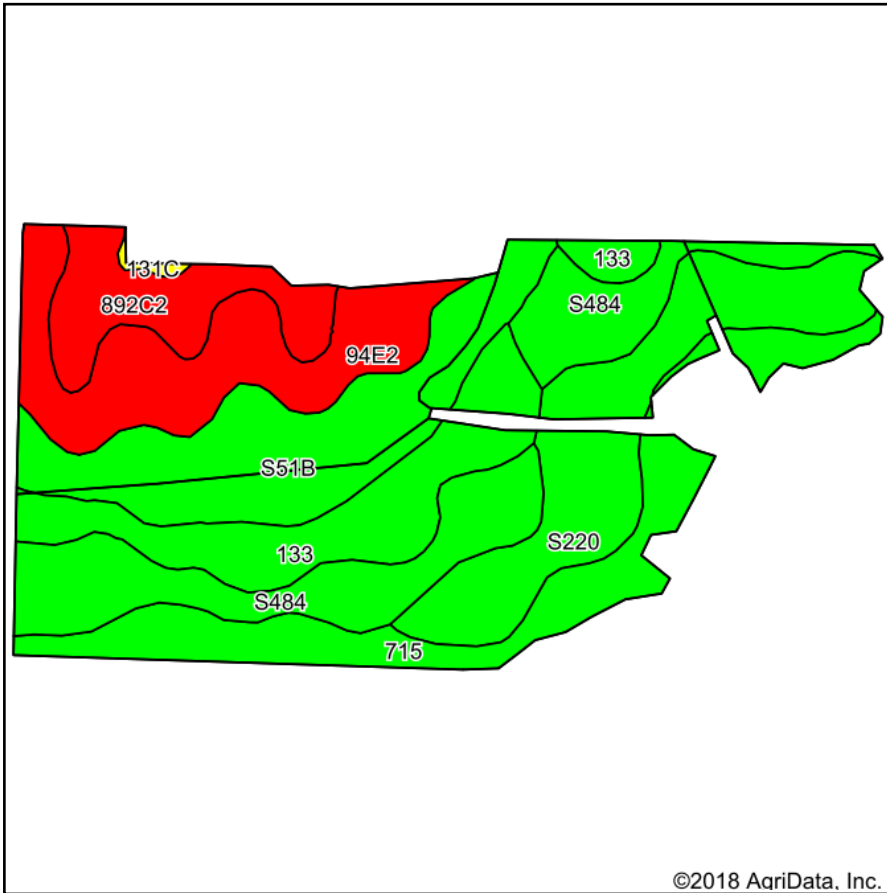 133
131C
892C2
S484
94E2
S51B
S220
133
S484
715
©2018 AgriData, Inc.